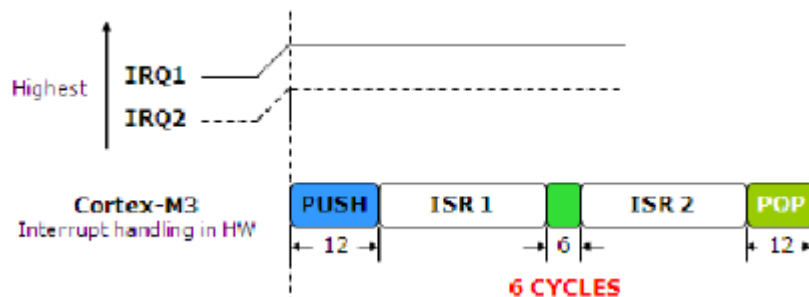 Highest
IRQ1
IRQ2
Cortex-M3
Interrupt handling in HW
PUSH
ISR 1
ISR 2
POP
12
6
12
6 CYCLES